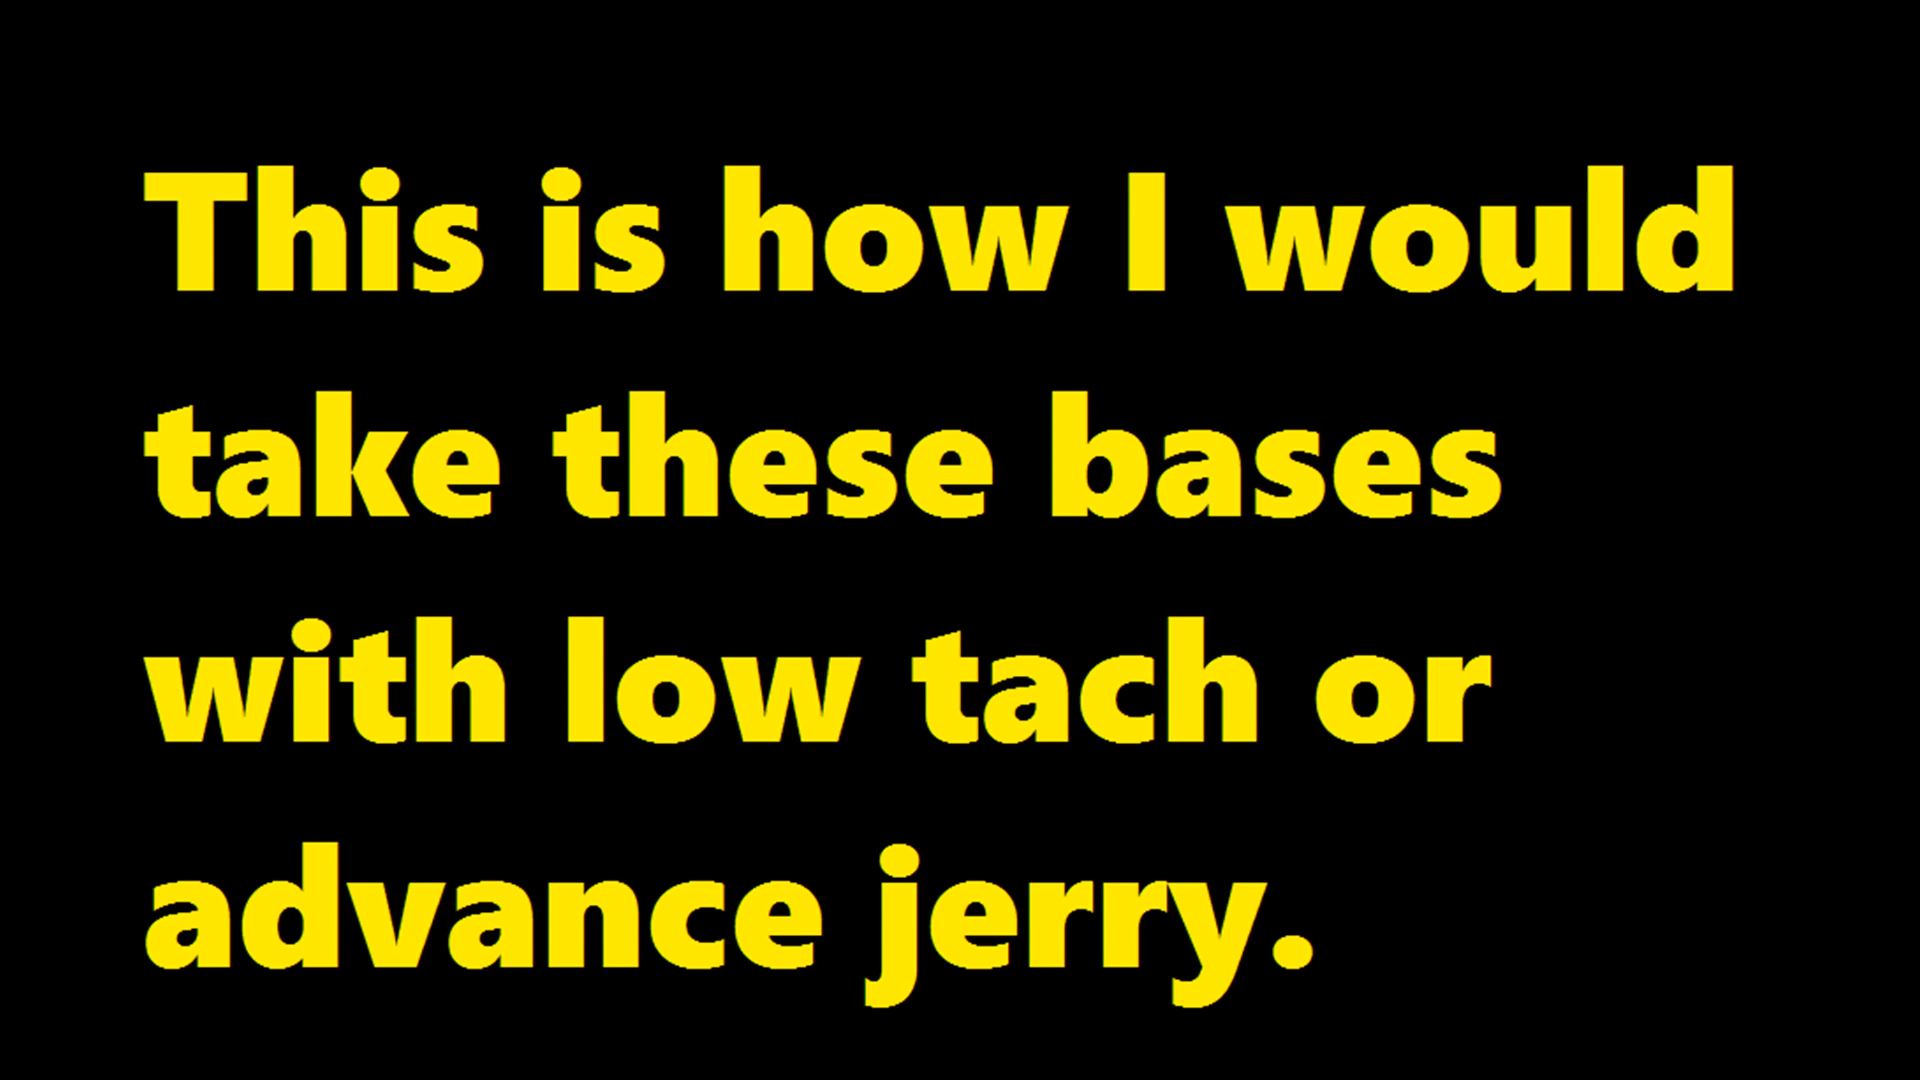 This is how I would
take these bases
with low tach or
advance jerry.